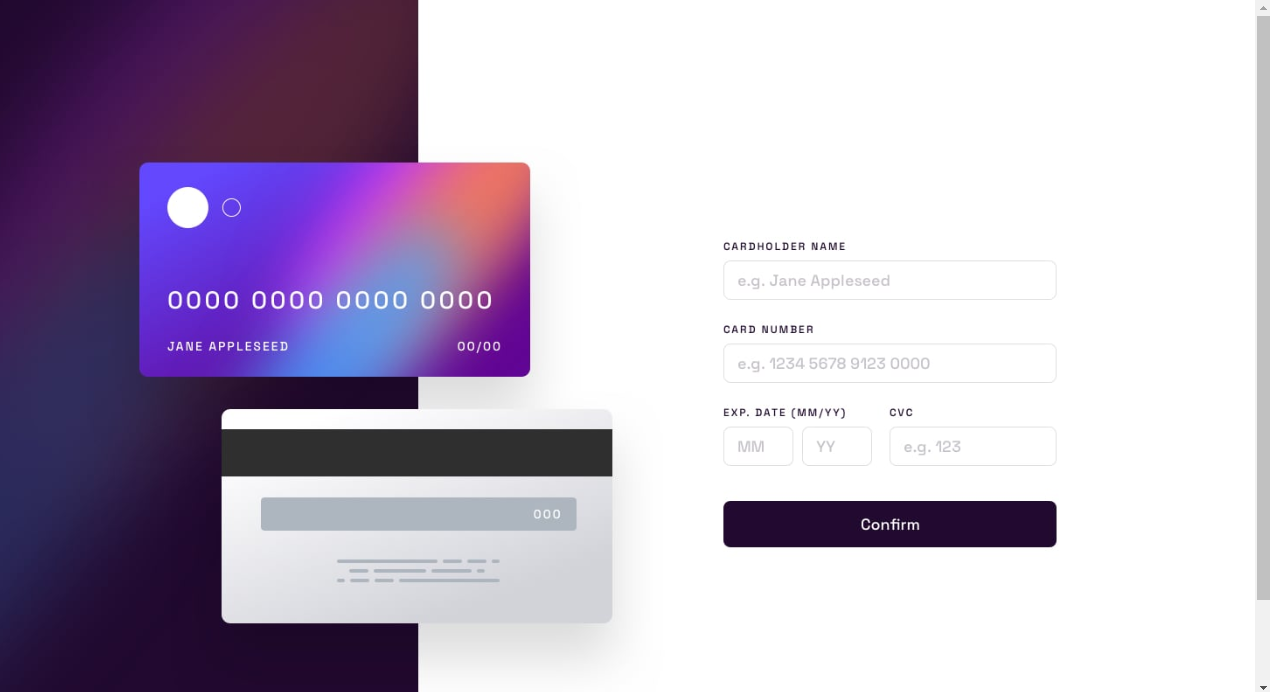 0000 0000 0000 0000
JANE APPLESEED 00/00
000
CARDHOLDER NAME
e.g. Jane Appleseed
CARD NUMBER
e.g. 1234 5678 9123 0000
EXP. DATE (MM/YY) CVC
MM YY e.g. 123
Confirm